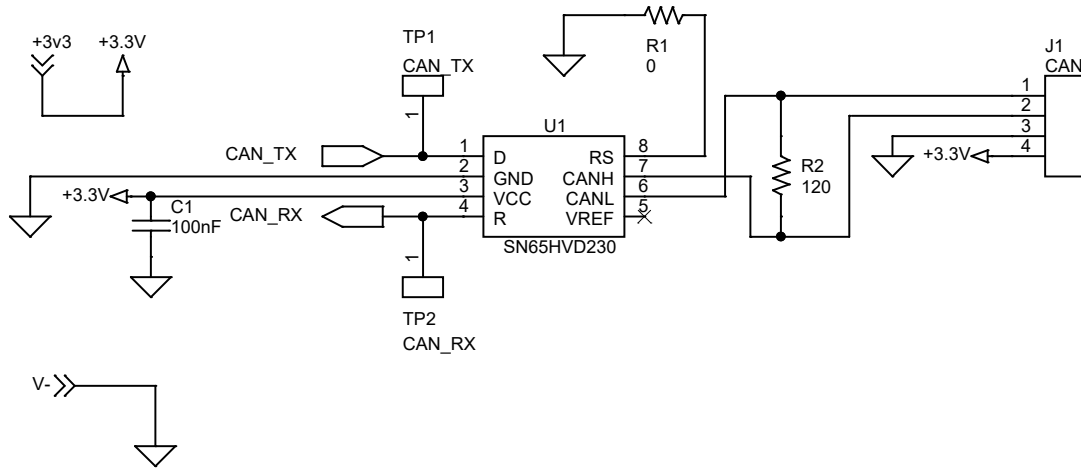 +3v3
+3.3V
TP1
CAN_TX
R1
0
J1
CAN
1
1
2
3
4
U1
CAN_TX
1
D
RS
8
2
GND
CANH
7
+3.3V
3
VCC
CANL
6
CAN_RX
4
R
VREF
5
SN65HVD230
C1
100nF
R2
120
+3.3V
1
TP2
CAN_RX
V-